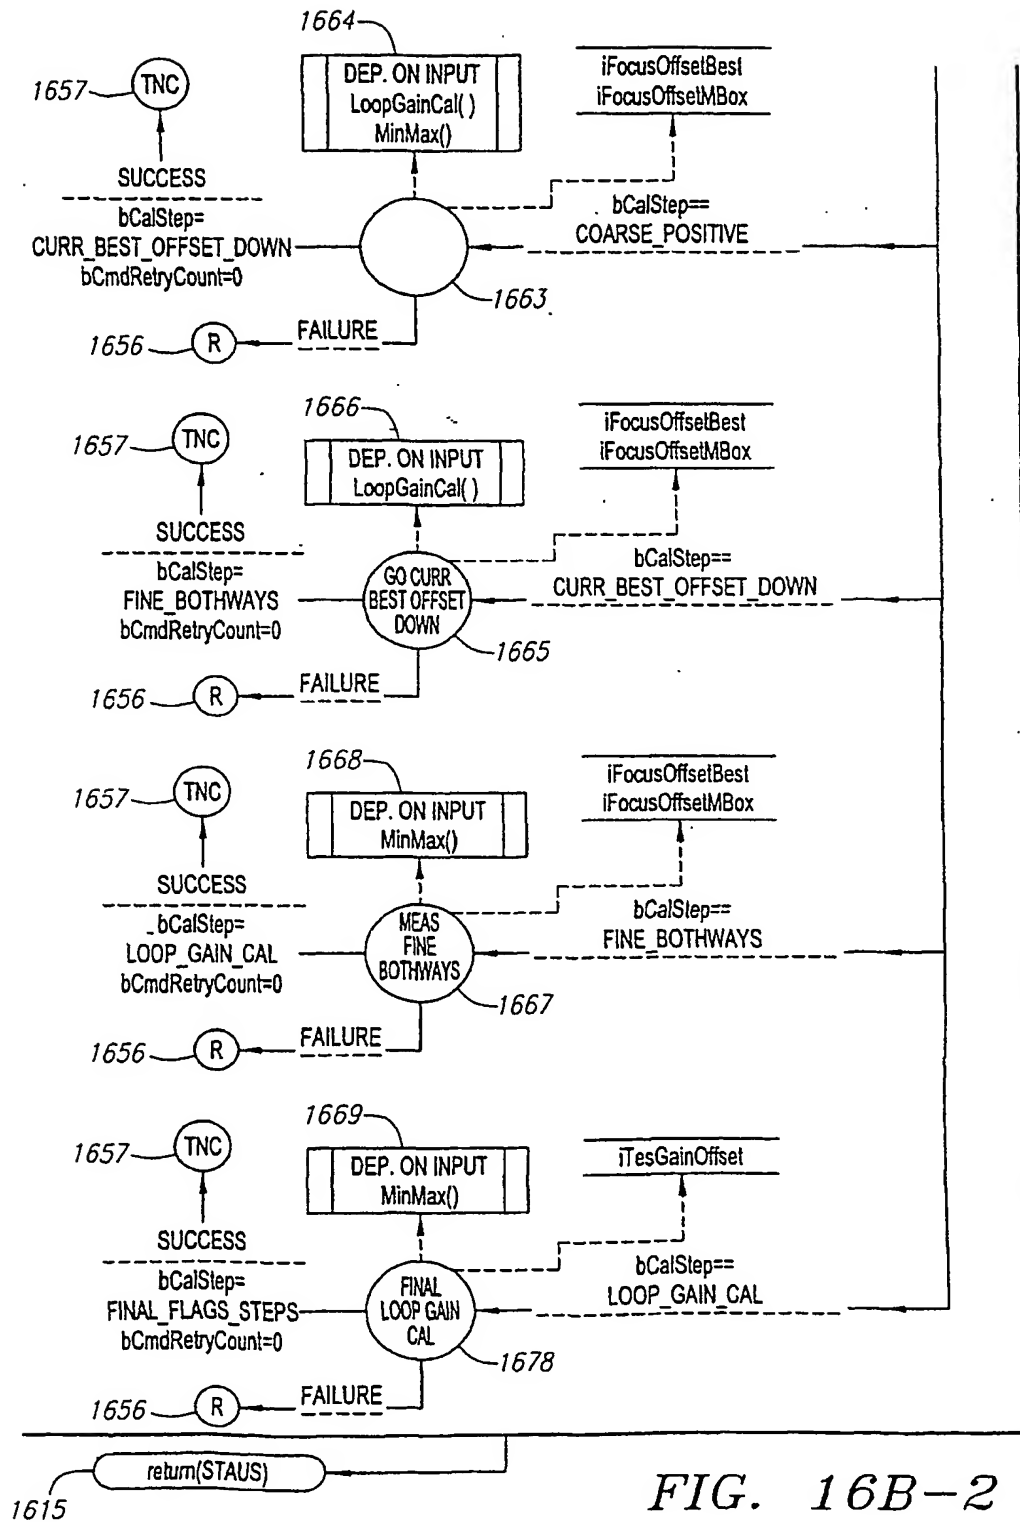 1664
1657
TNC
DEP. ON INPUT
LoopGainCal( )
MinMax()
iFocusOffsetBest
iFocusOffsetMBox
SUCCESS
bCalStep=
CURR_BEST_OFFSET_DOWN
bCmdRetryCount=0
bCalStep==
COARSE_POSITIVE
1663
1656
R
FAILURE
1666
1657
TNC
DEP. ON INPUT
LoopGainCal( )
iFocusOffsetBest
iFocusOffsetMBox
SUCCESS
bCalStep=
FINE_BOTHWAYS
bCmdRetryCount=0
GO CURR
BEST OFFSET
DOWN
bCalStep==
CURR_BEST_OFFSET_DOWN
1665
1656
R
FAILURE
1668
1657
TNC
DEP. ON INPUT
MinMax()
iFocusOffsetBest
iFocusOffsetMBox
SUCCESS
bCalStep=
LOOP_GAIN_CAL
bCmdRetryCount=0
MEAS
FINE
BOTHWAYS
bCalStep==
FINE_BOTHWAYS
1667
1656
R
FAILURE
1669
1657
TNC
DEP. ON INPUT
MinMax()
iTesGainOffset
SUCCESS
bCalStep=
FINAL_FLAGS_STEPS
bCmdRetryCount=0
FINAL
LOOP GAIN
CAL
bCalStep==
LOOP_GAIN_CAL
1678
1656
R
FAILURE
return(STAUS)
1615
FIG. 16B-2